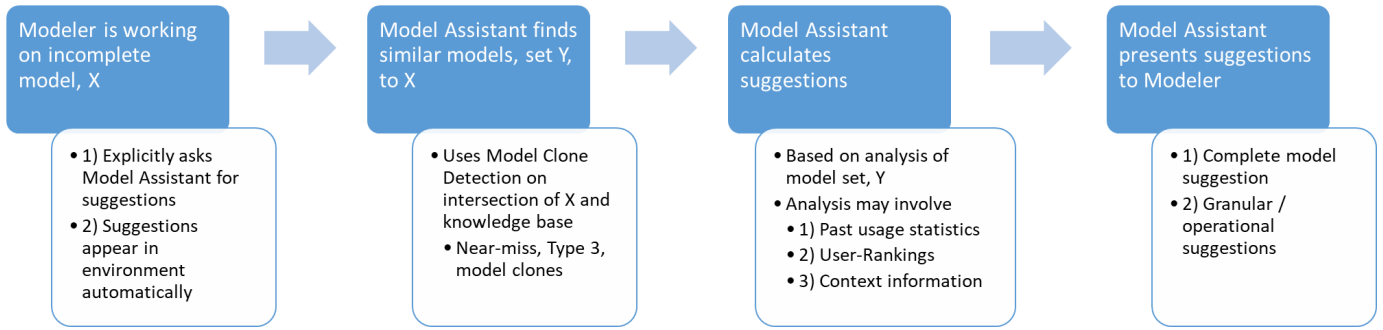 Modeler is working
on incomplete
model, X
• 1) Explicitly asks
Model Assistant for
suggestions
• 2) Suggestions
appear in
environment
automatically
Model Assistant finds
similar models, set Y,
to X
• Uses Model Clone
Detection on
intersection of X and
knowledge base
• Near-miss, Type 3,
model clones
Model Assistant
calculates
suggestions
• Based on analysis of
model set, Y
• Analysis may involve
• 1) Past usage statistics
• 2) User-Rankings
• 3) Context information
Model Assistant
presents suggestions
to Modeler
• 1) Complete model
suggestion
• 2) Granular /
operational
suggestions